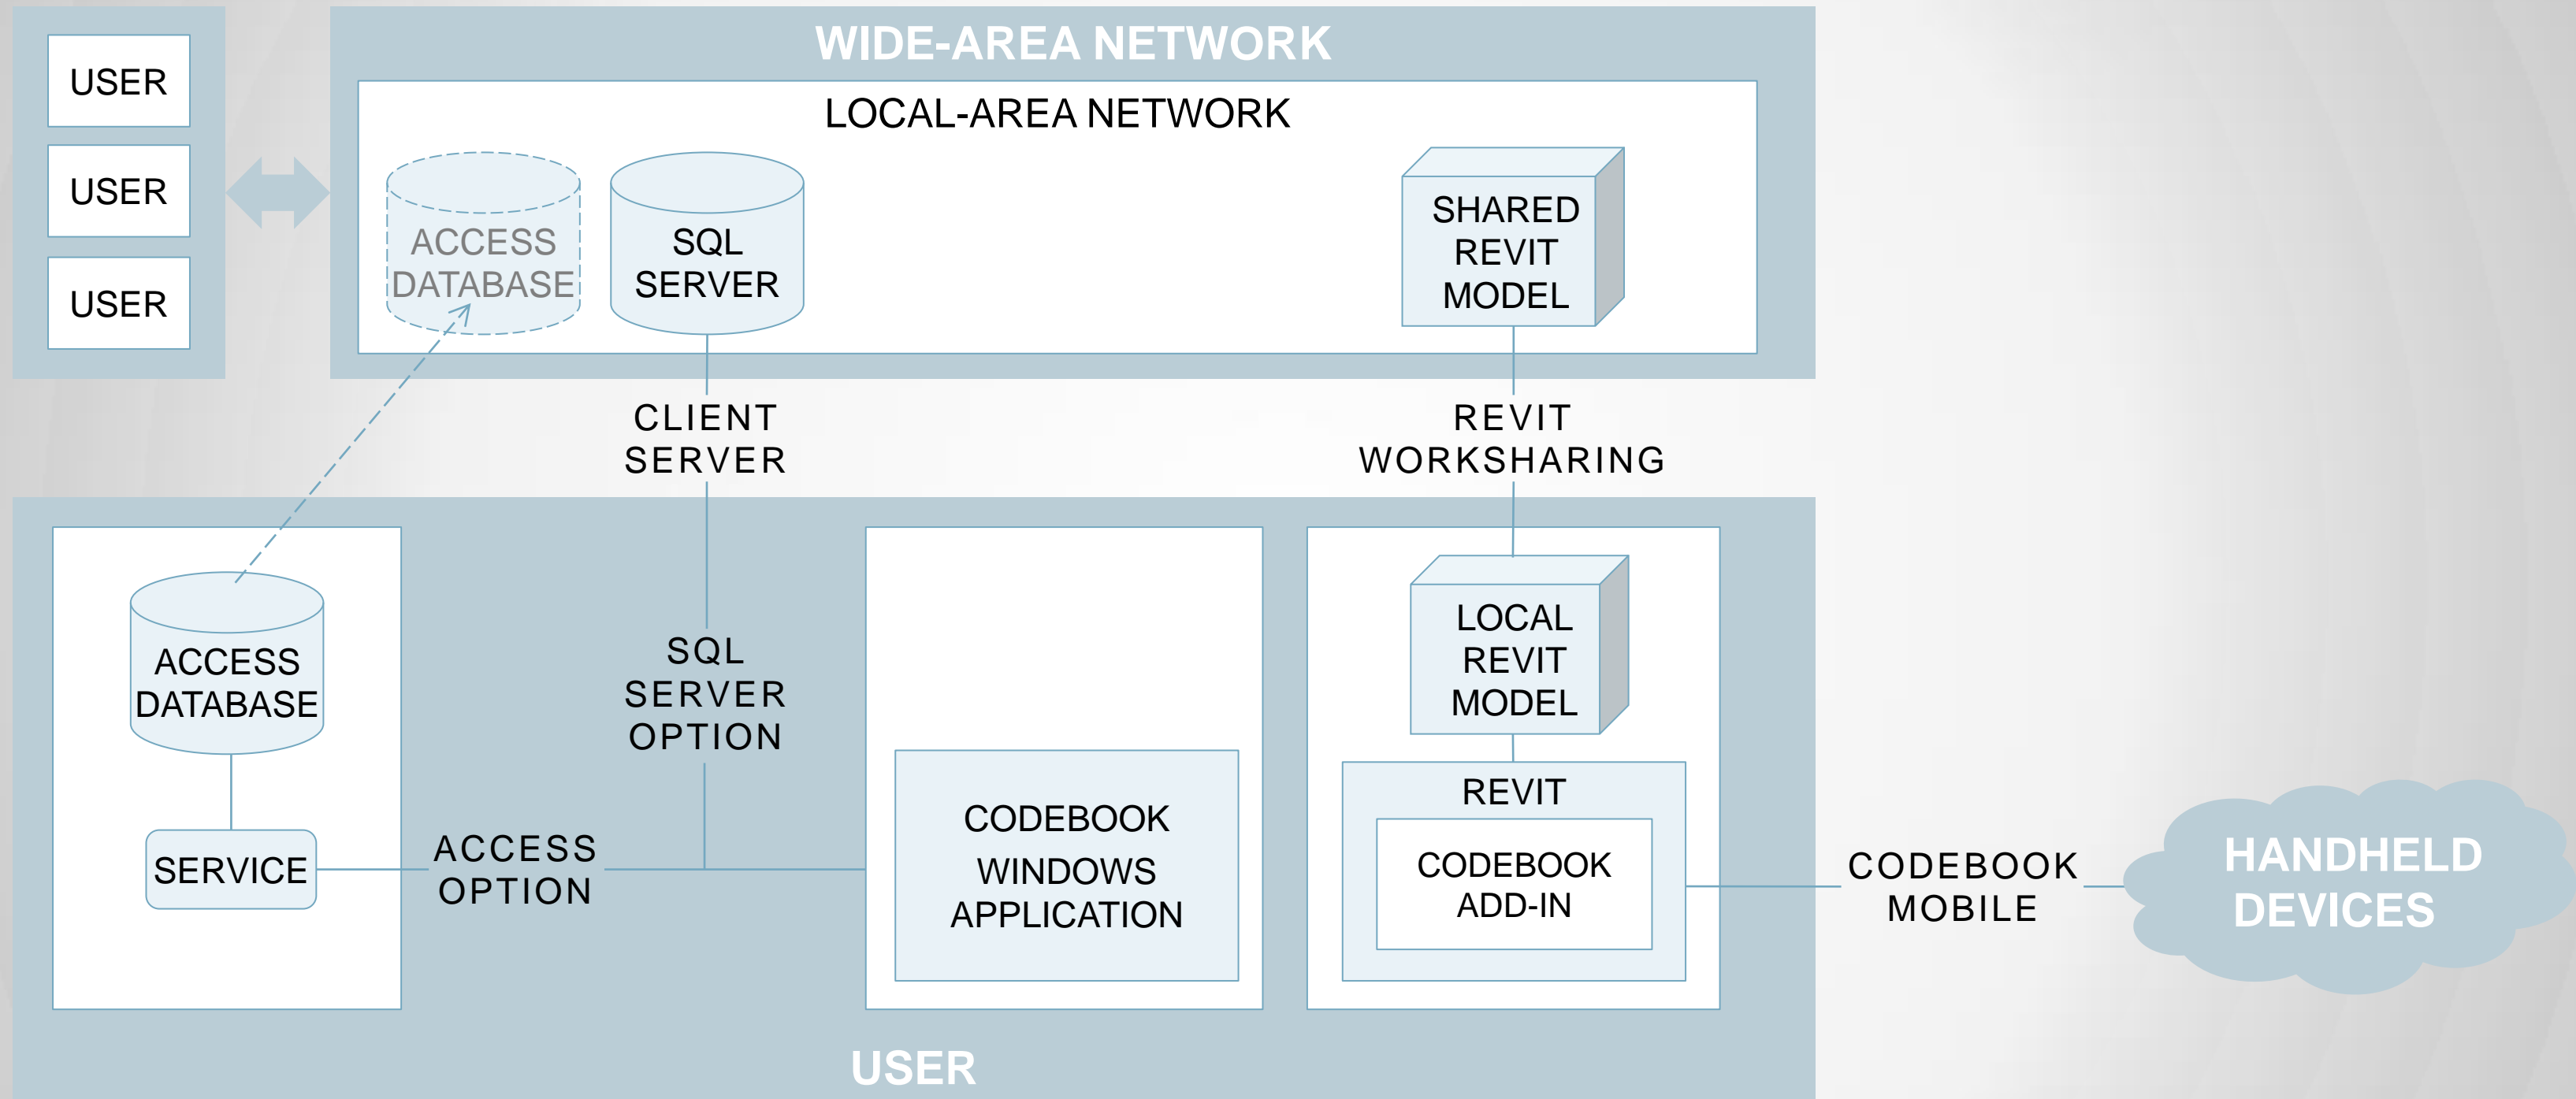 WIDE-AREA NETWORK
LOCAL-AREA NETWORK
USER
USER
USER
ACCESS
DATABASE
SQL
SERVER
SHARED
REVIT
MODEL
CLIENT
SERVER
REVIT
WORKSHARING
ACCESS
DATABASE
SERVICE
ACCESS
OPTION
SQL
SERVER
OPTION
CODEBOOK
WINDOWS
APPLICATION
LOCAL
REVIT
MODEL
REVIT
CODEBOOK
ADD-IN
CODEBOOK
MOBILE
HANDHELD
DEVICES
USER